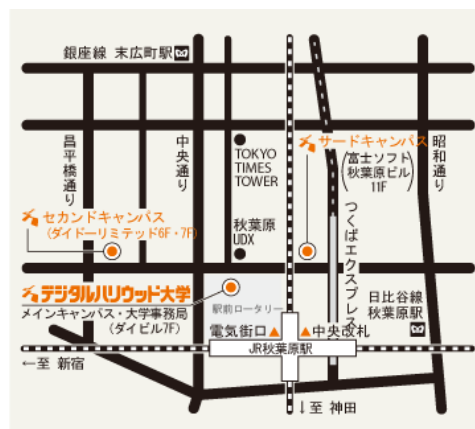 銀座線 末広町駅
昌平橋通り
中央通り
TOKYO
TIMES
TOWER
サードキャンパス
(富士ソフト
秋葉原ビル
11F)
昭和通り
セカンドキャンパス
(ダイドーリミテッド6F・7F)
秋葉原
UDX
つくばエクスプレス
デジタルハリウッド大学
メインキャンパス・大学事務局
(ダイビル7F)
駅前ロータリー
日比谷線
秋葉原駅
電気街口▲
▲中央改札
JR秋葉原駅
←至 新宿
↓至 神田